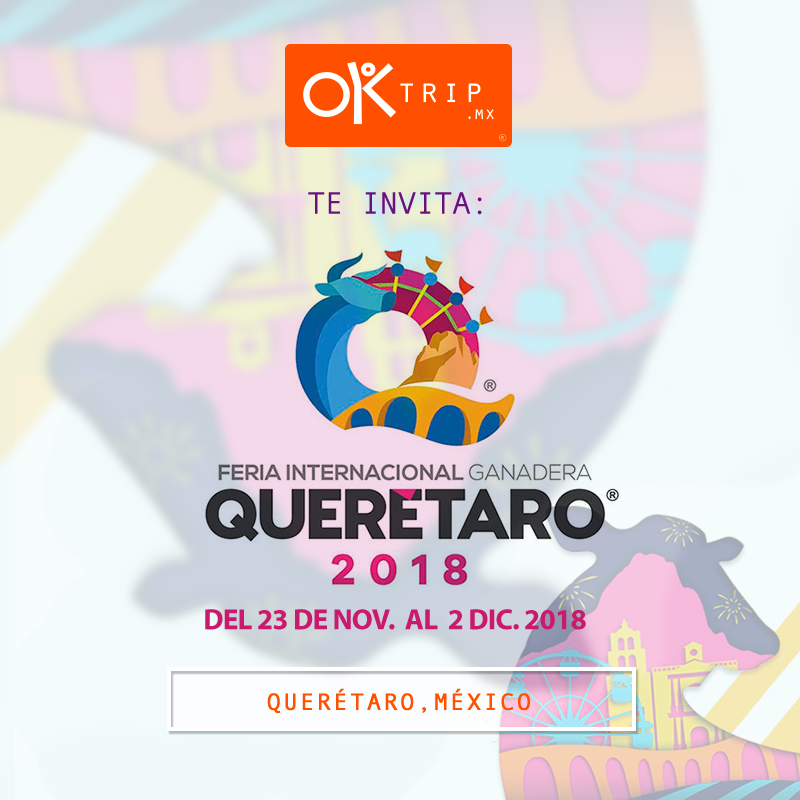 OK TRIP
.MX
®
TE INVITA:
®
FERIA INTERNACIONAL GANADERA
QUERÉTARO®
2018
DEL 23 DE NOV. AL 2 DIC. 2018
QUERÉTARO,MÉXICO